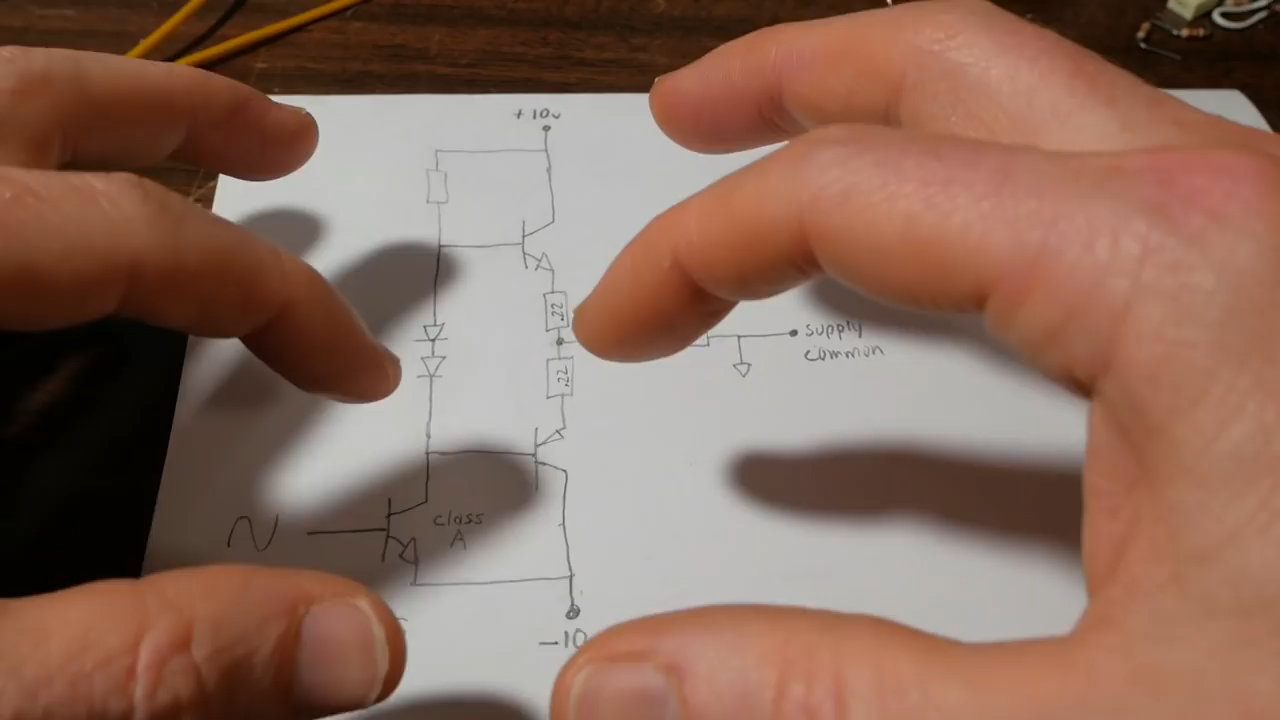 +10v
.22
supply
common
.22
class
A
-10